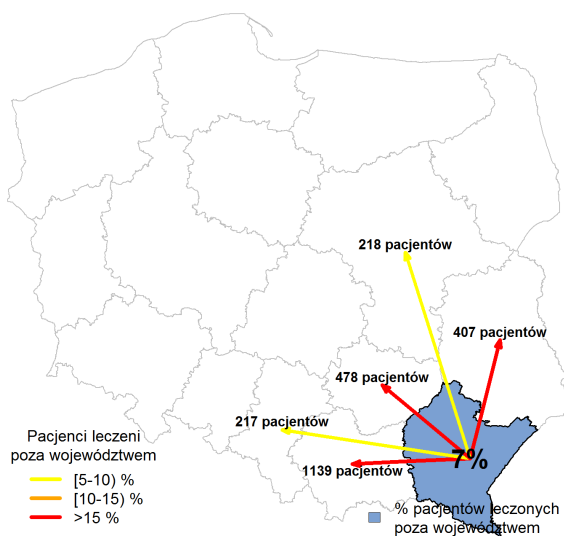 218 pacjentów
407 pacjentów
478 pacjentów
217 pacjentów
1139 pacjentów
7%
Pacjenci leczeni
poza województwem
[5-10) %
[10-15) %
>15 %
% pacjentów leczonych
poza województwem